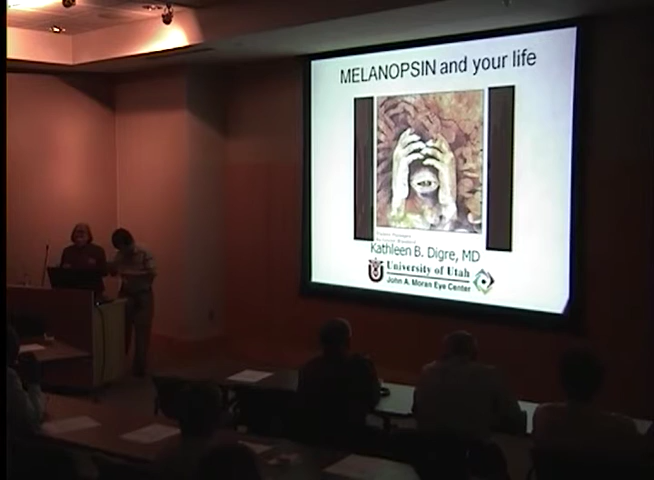 MELANOPSIN and your life
Kathleen B. Digre, MD
University of Utah
John A. Moran Eye Center